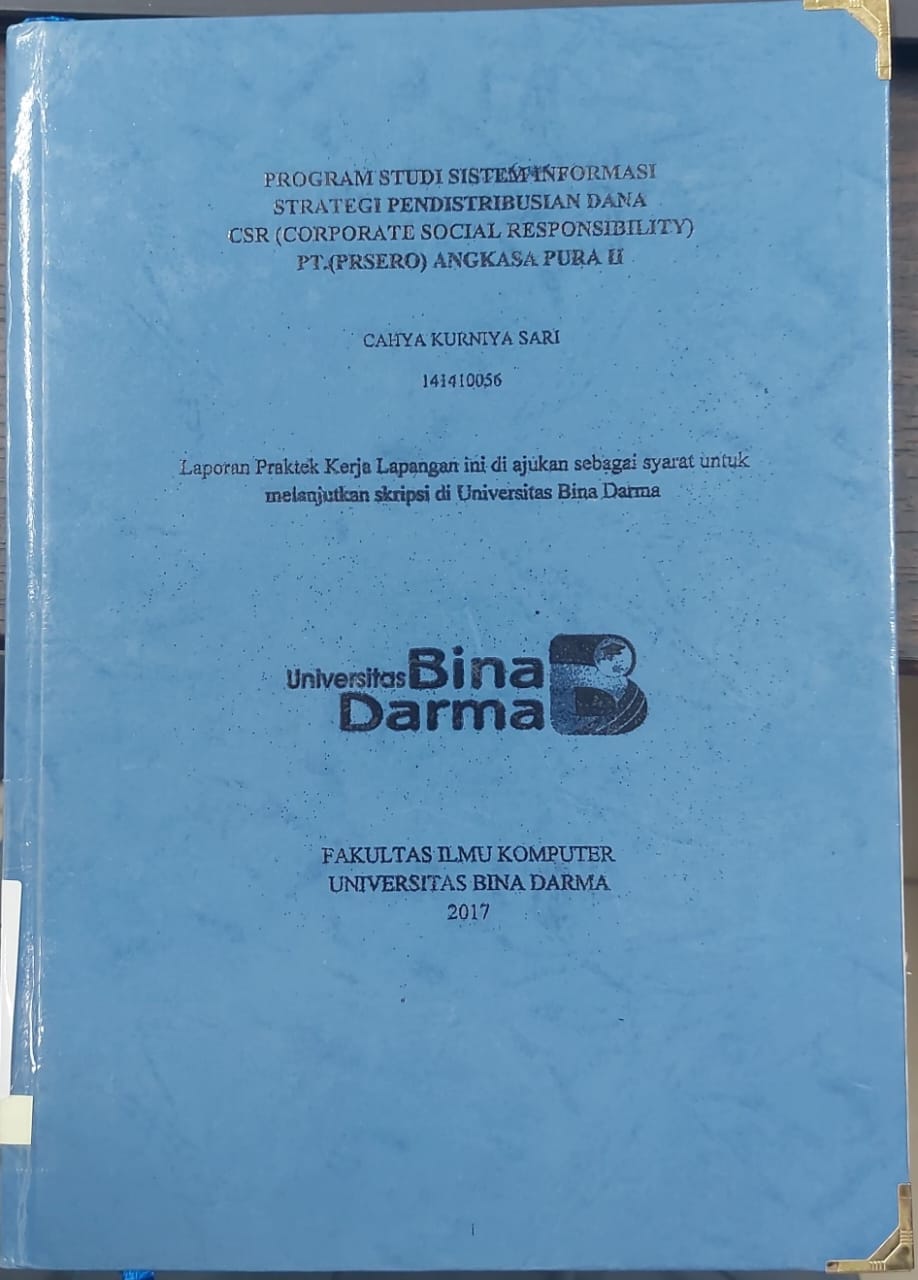 PROGRAM STUDI SISTEM INFORMASI
STRATEGI PENDISTRIBUSIAN DANA
CSR (CORPORATE SOCIAL RESPONSIBILITY)
PT.(PRSERO) ANGKASA PURA II
CAHYA KURNIYA SARI
141410056
Laporan Praktek Kerja Lapangan ini di ajukan sebagai syarat untuk
melanjutkan skripsi di Universitas Bina Darma
Universitas Bina
Darma
FAKULTAS ILMU KOMPUTER
UNIVERSITAS BINA DARMA
2017